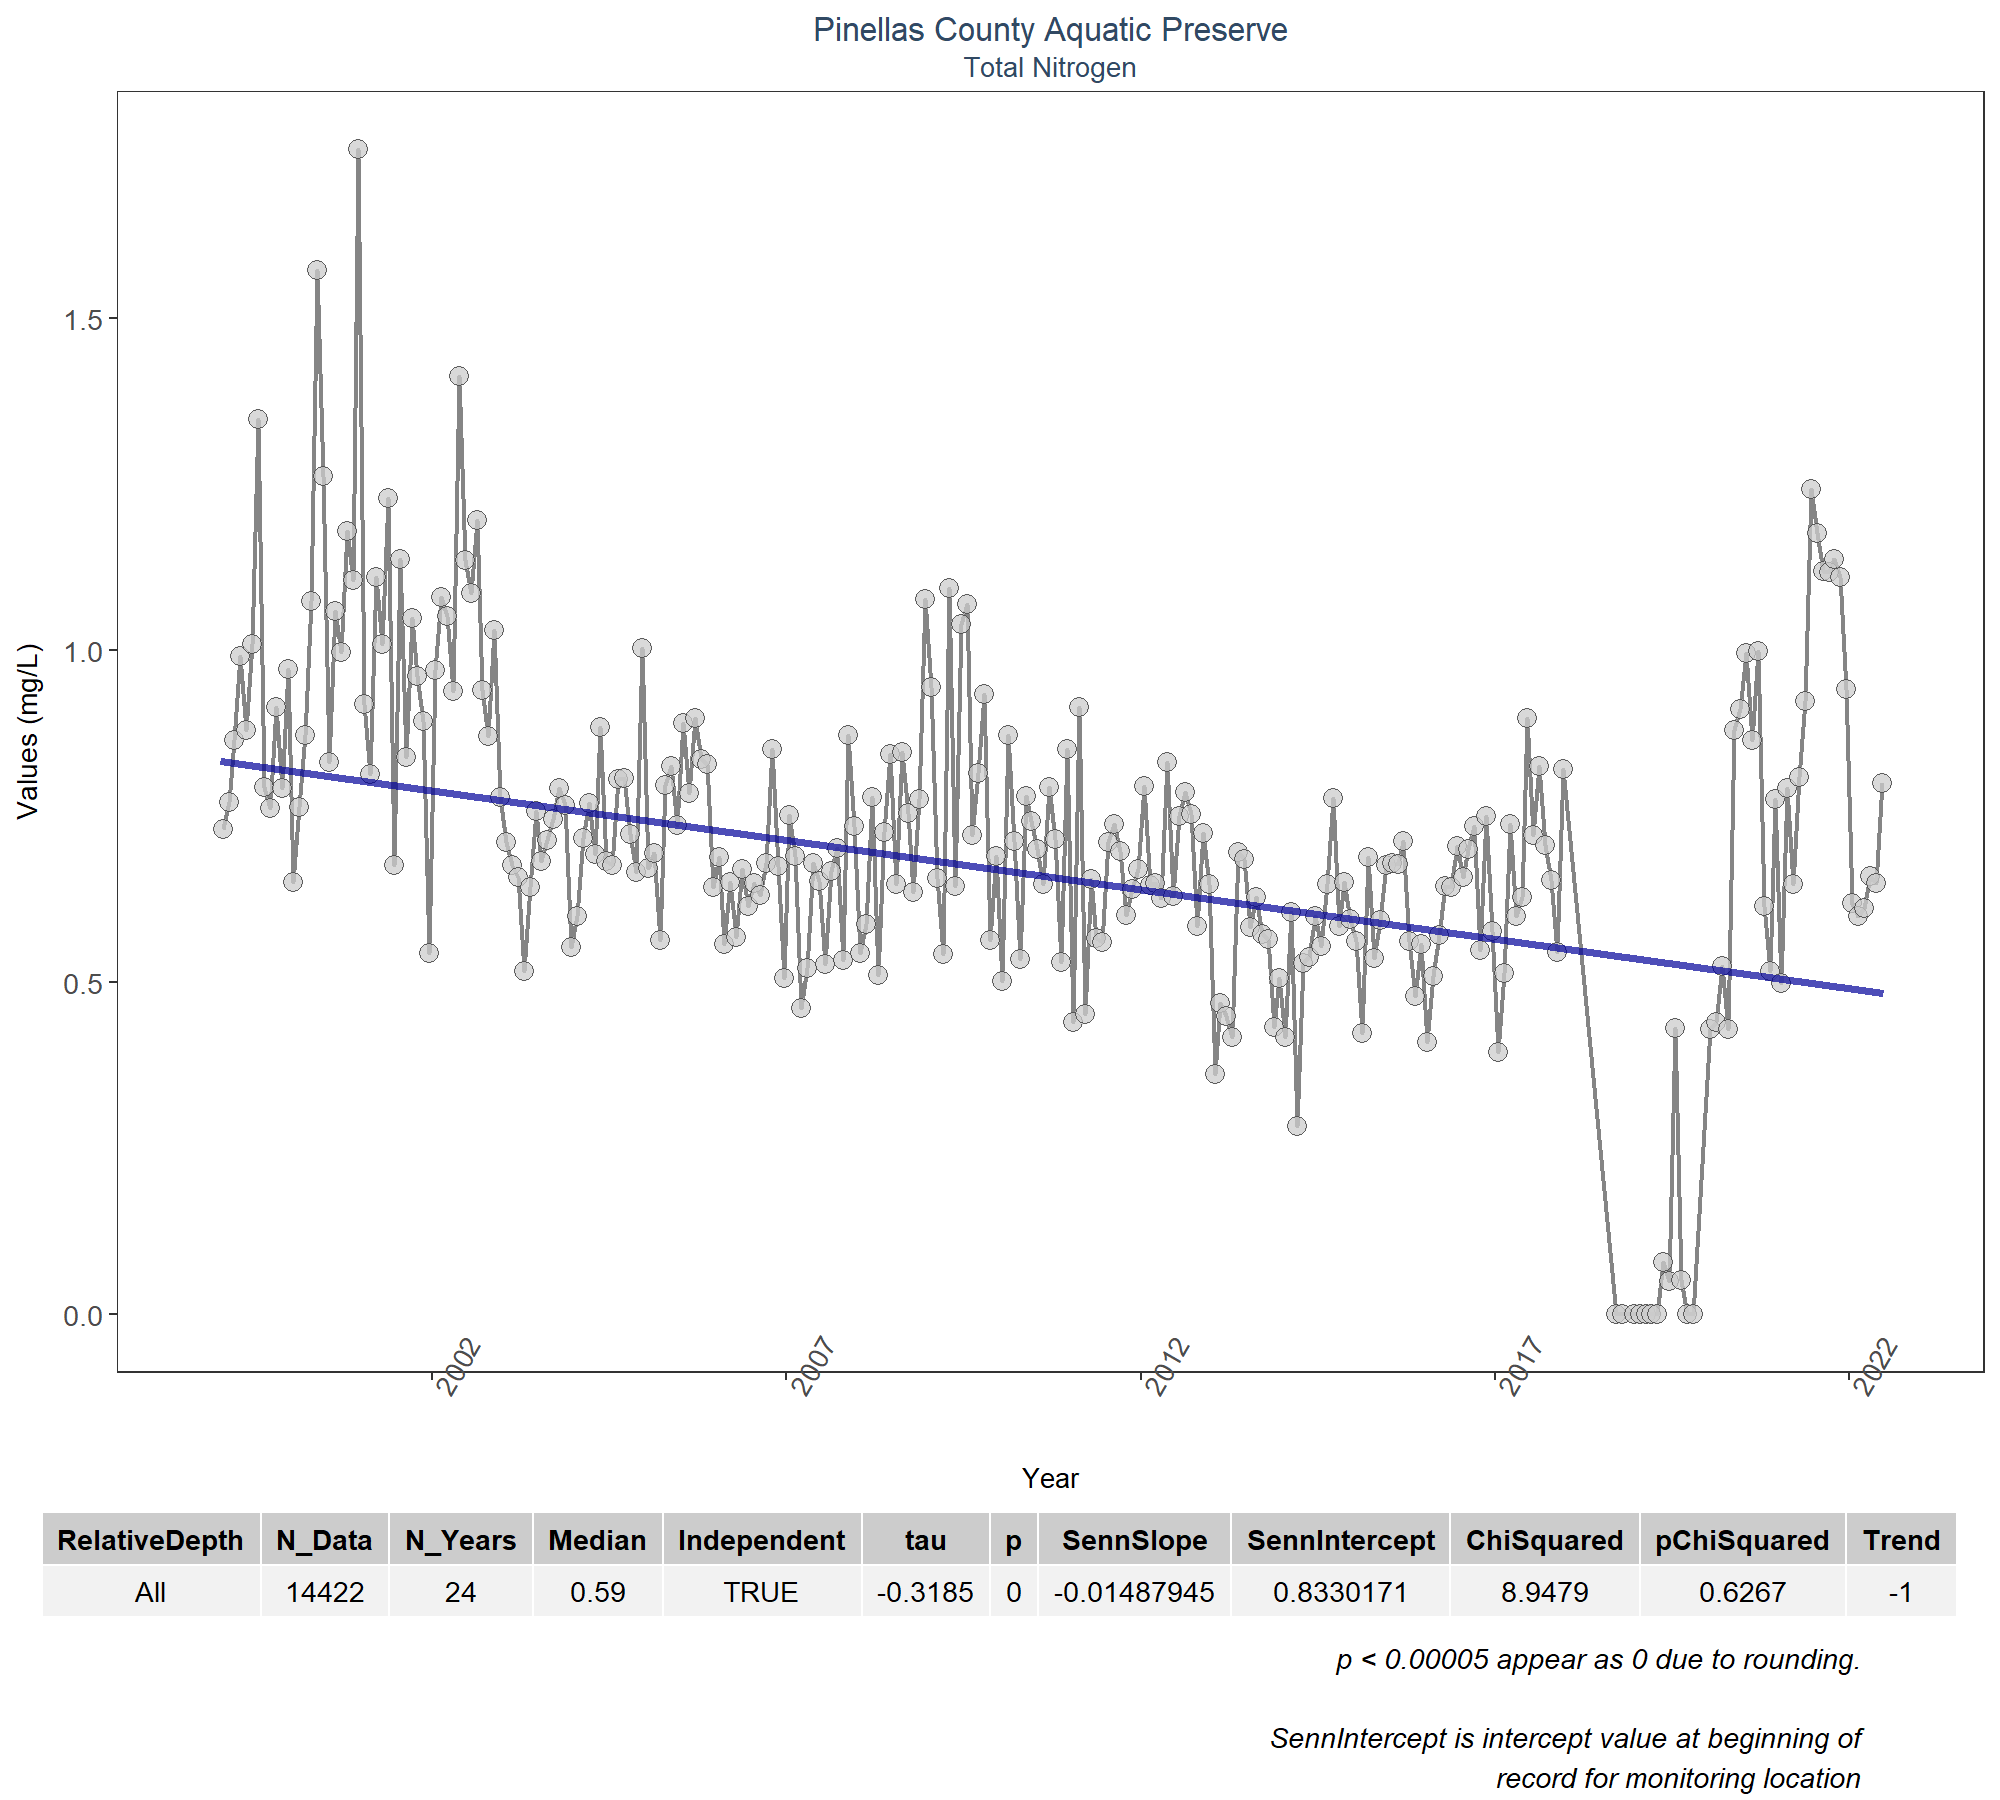 Pinellas County Aquatic Preserve
Total Nitrogen
Values (mg/L)
1.5
1.0
0.5
0.0
2002 2007 2012 2017 2022
Year
RelativeDepth N_Data N_Years Median Independent tau p SennSlope SennIntercept ChiSquared pChiSquared Trend
All 14422 24 0.59 TRUE -0.3185 0 -0.01487945 0.8330171 8.9479 0.6267 -1
p < 0.00005 appear as 0 due to rounding.
SennIntercept is intercept value at beginning of
record for monitoring location